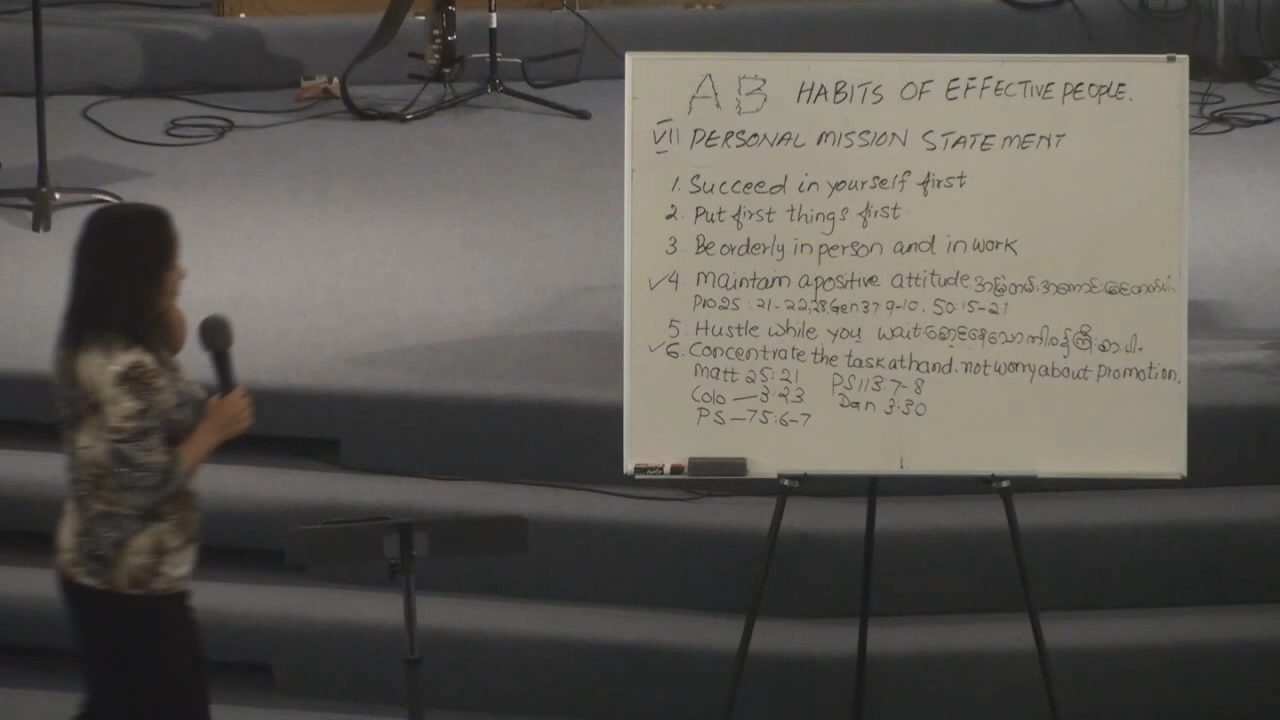 A B HABITS OF EFFECTIVE PEOPLE.
VII PERSONAL MISSION STATEMENT
1. Succeed in yourself first
2. Put first things first
3. Be orderly in person and in work
✓4. Maintain a positive attitude
Pro 25:21-22,28, Gen 37 9-10, 50:15-21
5. Hustle while you wait
✓6. Concentrate the task at hand. not worry about promotion.
Matt 25:21 PS 113:7-8
Colo —3:23 Dan 3:30
PS —75:6-7